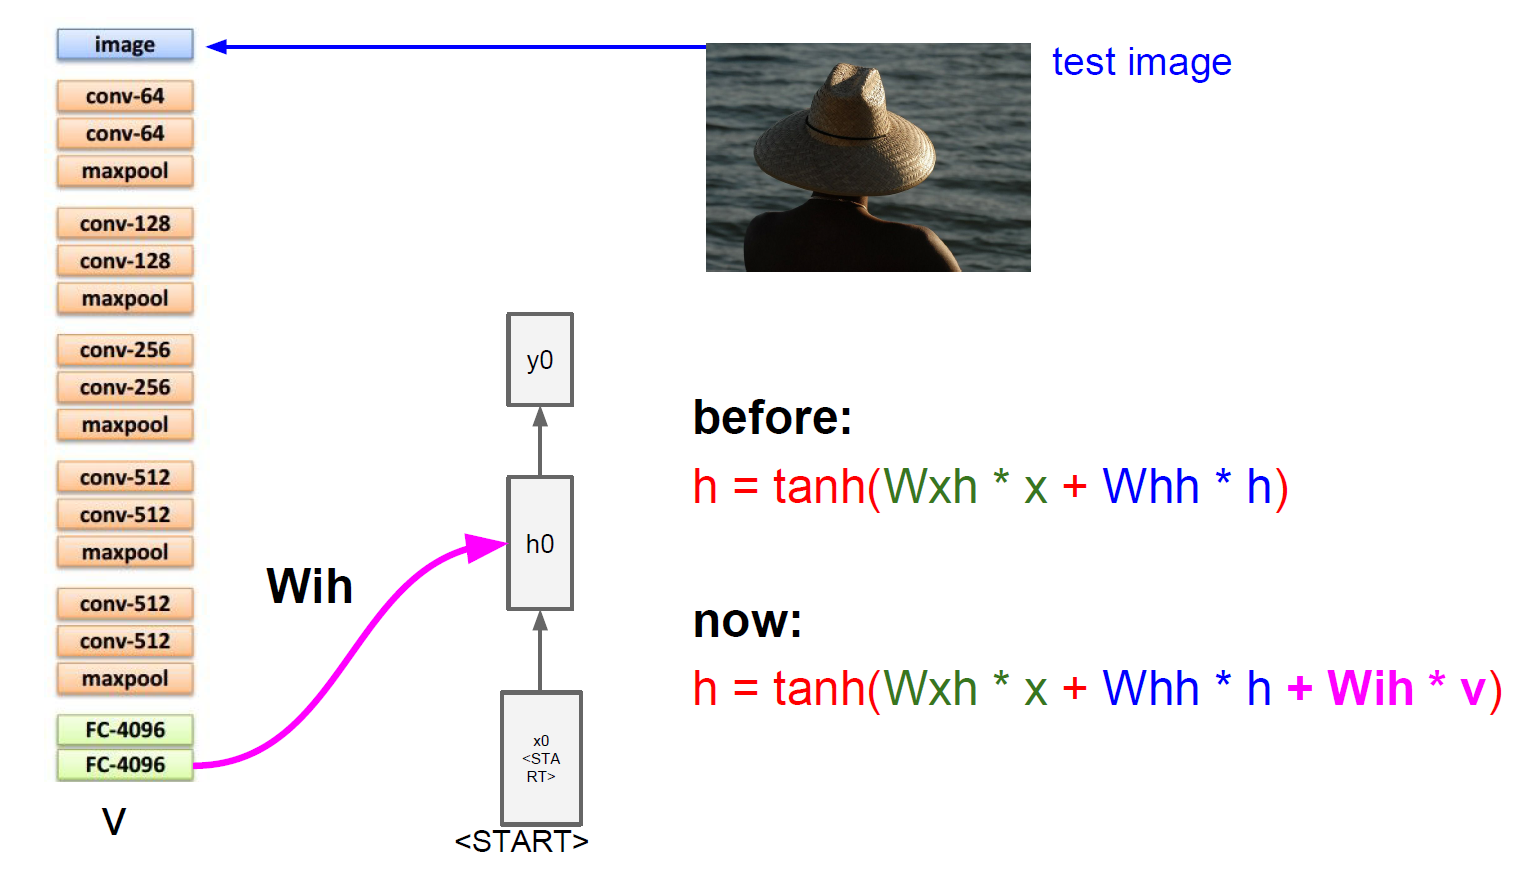 image
conv-64
conv-64
maxpool
conv-128
conv-128
maxpool
conv-256
conv-256
maxpool
conv-512
conv-512
maxpool
conv-512
conv-512
maxpool
FC-4096
FC-4096
v
Wih
y0
h0
x0
<STA
RT>
<START>
test image
before:
h = tanh(Wxh * x + Whh * h)
now:
h = tanh(Wxh * x + Whh * h + Wih * v)